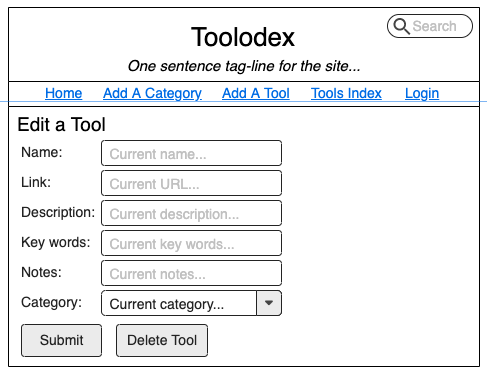 Toolodex
Search
One sentence tag-line for the site...
Home Add A Category Add A Tool Tools Index Login
Edit a Tool
Name: Current name...
Link: Current URL...
Description: Current description...
Key words: Current key words...
Notes: Current notes...
Category: Current category...
Submit Delete Tool